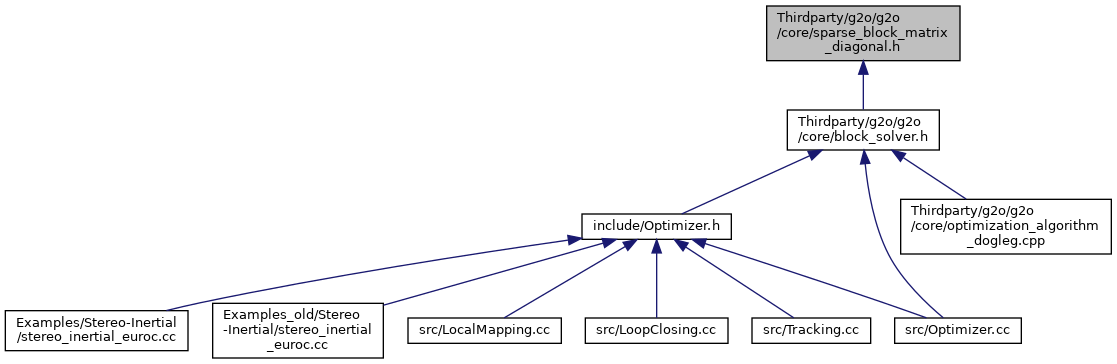 Thirdparty/g2o/g2o
/core/sparse_block_matrix
_diagonal.h
Thirdparty/g2o/g2o
/core/block_solver.h
Thirdparty/g2o/g2o
/core/optimization_algorithm
_dogleg.cpp
include/Optimizer.h
Examples/Stereo-Inertial
/stereo_inertial_euroc.cc
Examples_old/Stereo
-Inertial/stereo_inertial
_euroc.cc
src/LocalMapping.cc
src/LoopClosing.cc
src/Tracking.cc
src/Optimizer.cc